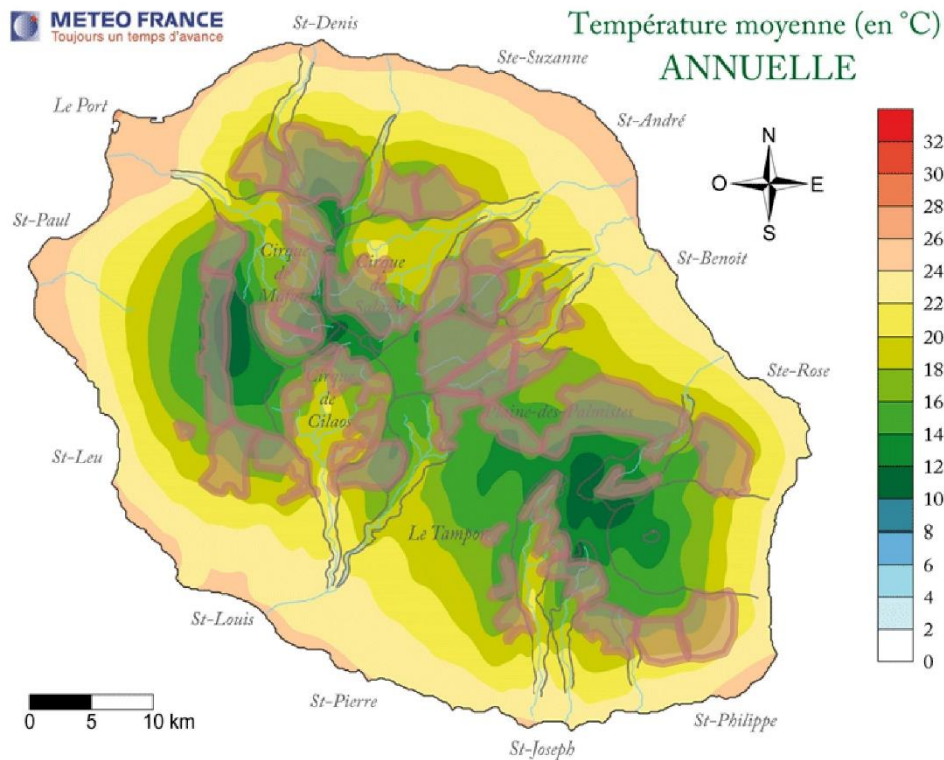 METEO FRANCE
Toujours un temps d'avance
Température moyenne (en °C)
ANNUELLE
St-Denis
Ste-Suzanne
Le Port
St-André
N
O
E
S
St-Paul
St-Benoit
Cirque
de
Cirque
Ste-Rose
Cirque
de
Cilaos
Plaine-des-Palmistes
St-Leu
Le Tampon
St-Louis
St-Pierre
St-Philippe
St-Joseph
32
30
28
26
24
22
20
18
16
14
12
10
8
6
4
2
0
0 5 10 km